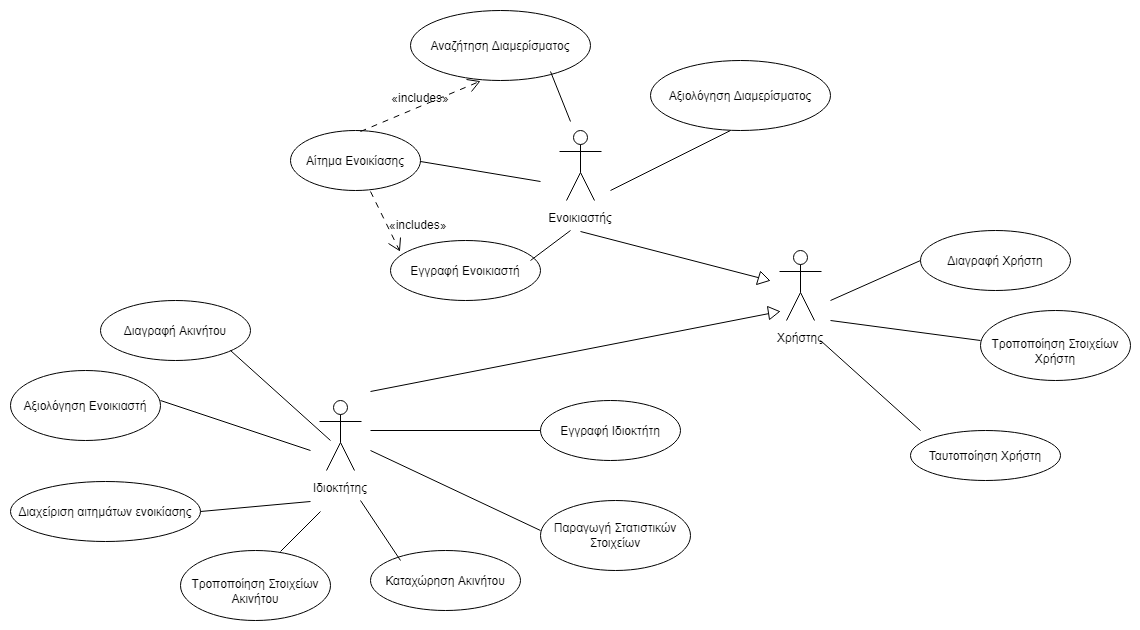 Αναζήτηση Διαμερίσματος
Αξιολόγηση Διαμερίσματος
«includes»
Αίτημα Ενοικίασης
Ενοικιαστής
«includes»
Εγγραφή Ενοικιαστή
Διαγραφή Χρήστη
Χρήστης
Τροποποίηση Στοιχείων
Χρήστη
Διαγραφή Ακινήτου
Αξιολόγηση Ενοικιαστή
Εγγραφή Ιδιοκτήτη
Ταυτοποίηση Χρήστη
Ιδιοκτήτης
Διαχείριση αιτημάτων ενοικίασης
Παραγωγή Στατιστικών
Στοιχείων
Τροποποίηση Στοιχείων
Ακινήτου
Καταχώρηση Ακινήτου